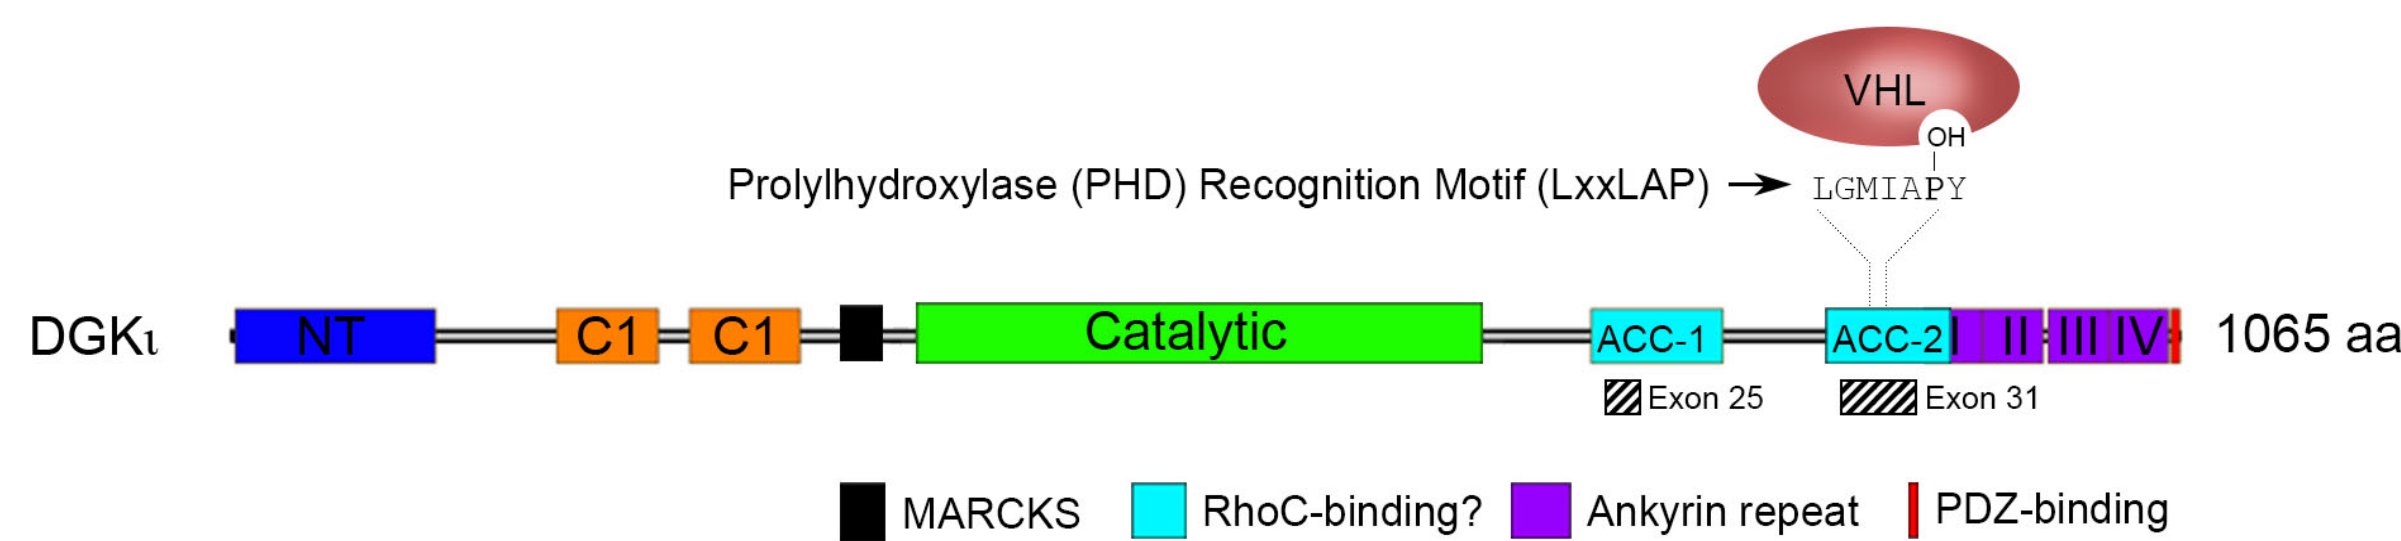 VHL
OH
Prolylhydroxylase (PHD) Recognition Motif (LxxLAP)
LGMIAPY
DGKι NT C1 C1 Catalytic ACC-1 ACC-2 I II III IV 1065 aa
Exon 25 Exon 31
MARCKS RhoC-binding? Ankyrin repeat PDZ-binding